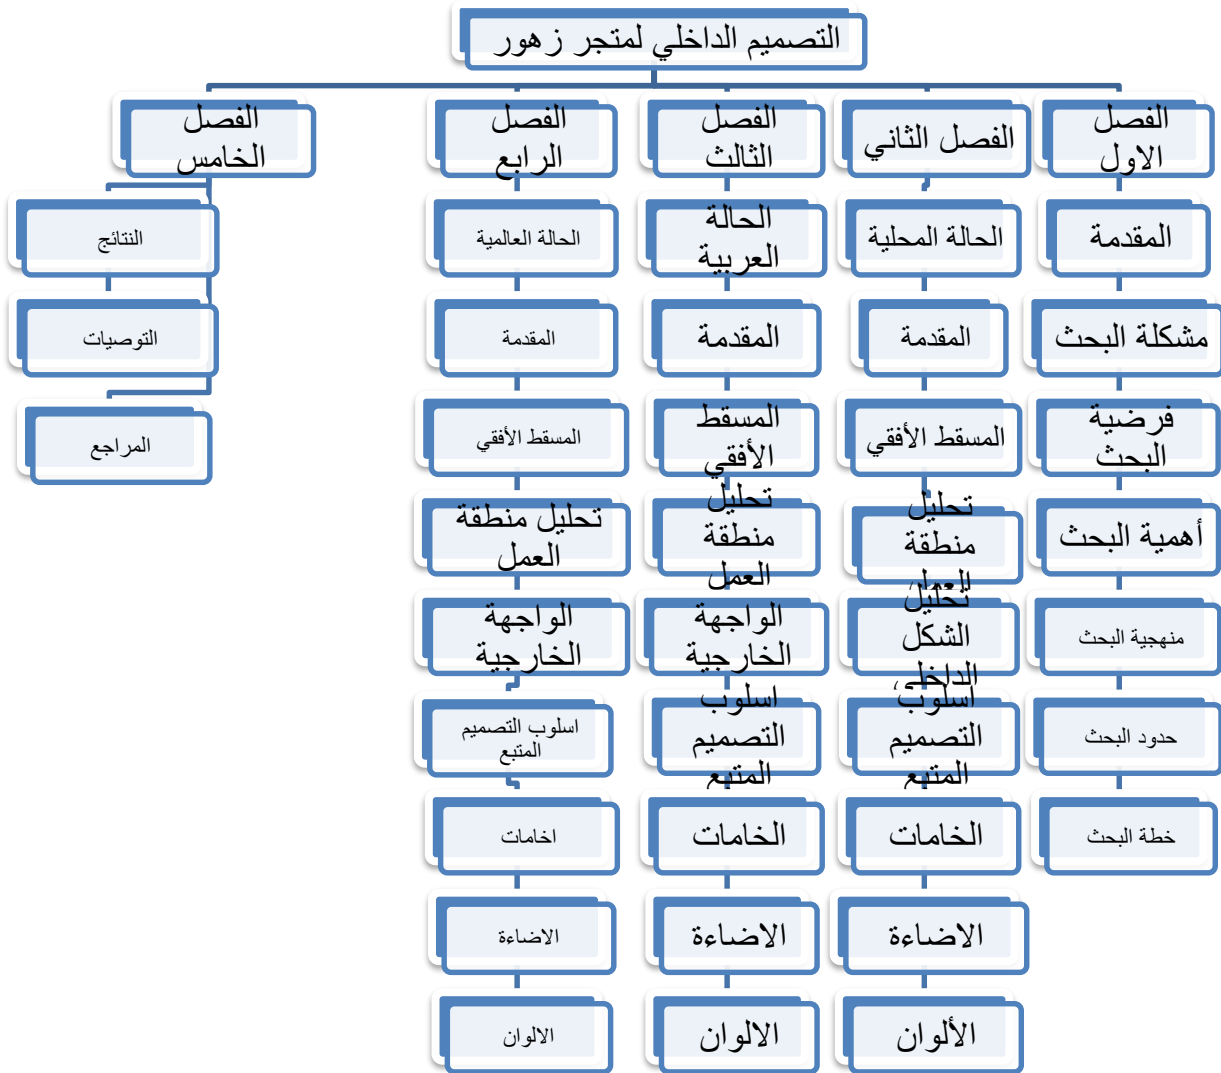 التصميم الداخلي لمتجر زهور
الفصل
الاول
المقدمة
مشكلة البحث
فرضية
البحث
أهمية البحث
منهجية البحث
حدود البحث
خطة البحث
الفصل الثاني
الحالة المحلية
المقدمة
المسقط الأفقي
تحليل
منطقة
العمل
تحليل
الشكل
الداخلي
اسلوب
التصميم
المتبع
الخامات
الاضاءة
الألوان
الفصل
الثالث
الحالة
العربية
المقدمة
المسقط
الأفقي
تحليل
منطقة
العمل
الواجهة
الخارجية
اسلوب
التصميم
المتبع
الخامات
الاضاءة
الالوان
الفصل
الرابع
الحالة العالمية
المقدمة
المسقط الأفقي
تحليل منطقة
العمل
الواجهة
الخارجية
اسلوب التصميم
المتبع
اخامات
الاضاءة
الالوان
الفصل
الخامس
النتائج
التوصيات
المراجع